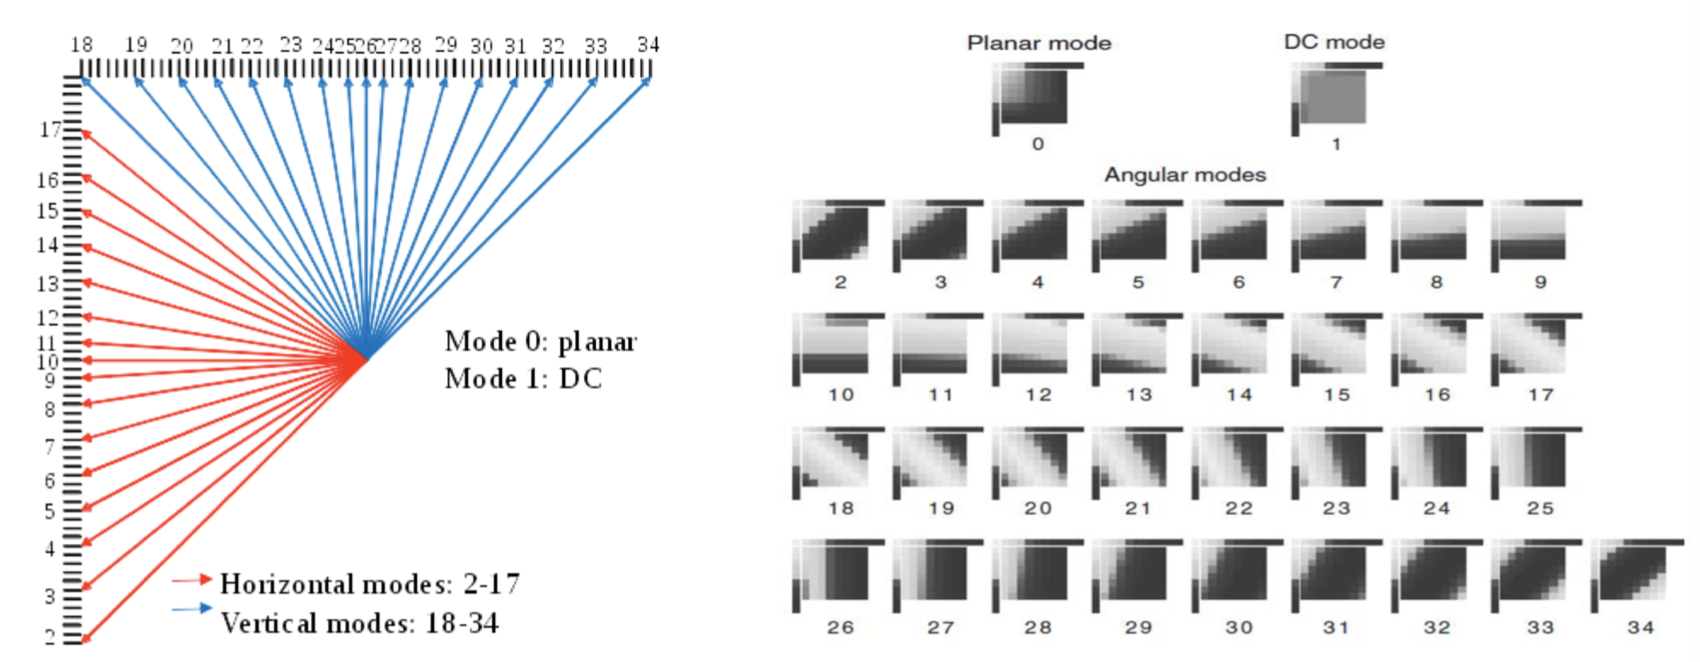 18 19 20 21 22 23 24 25 26 27 28 29 30 31 32 33 34
17
16
15
14
13
12
11
10
9
8
7
6
5
4
3
2
Mode 0: planar
Mode 1: DC
Horizontal modes: 2-17
Vertical modes: 18-34
Planar mode DC mode
0 1
Angular modes
2 3 4 5 6 7 8 9
10 11 12 13 14 15 16 17
18 19 20 21 22 23 24 25
26 27 28 29 30 31 32 33 34